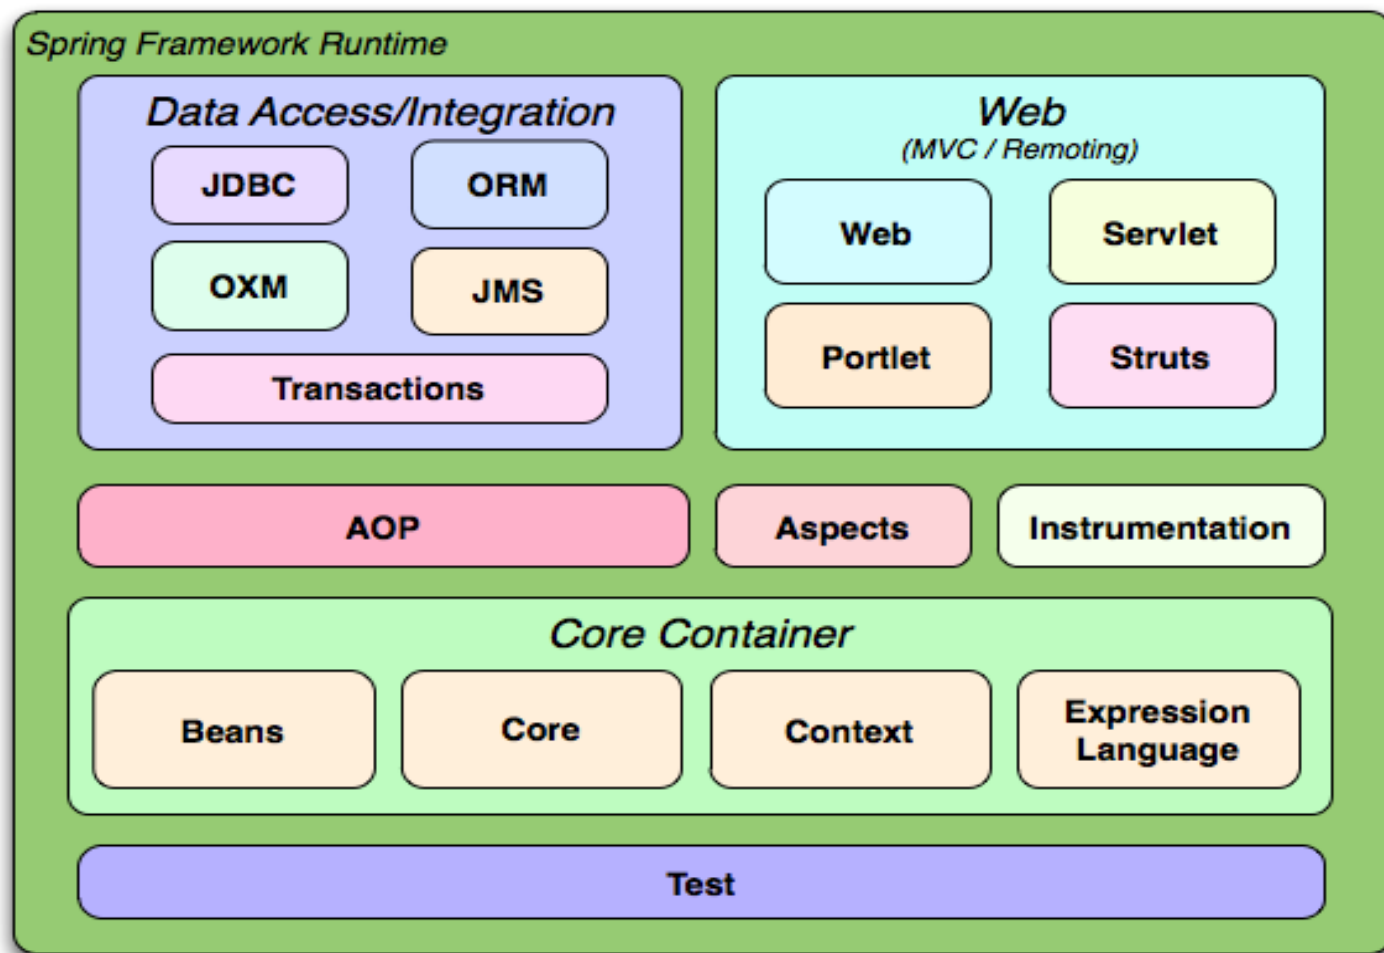 Spring Framework Runtime
Data Access/Integration
JDBC
ORM
OXM
JMS
Transactions
Web
(MVC / Remoting)
Web
Servlet
Portlet
Struts
AOP
Aspects
Instrumentation
Core Container
Beans
Core
Context
Expression
Language
Test